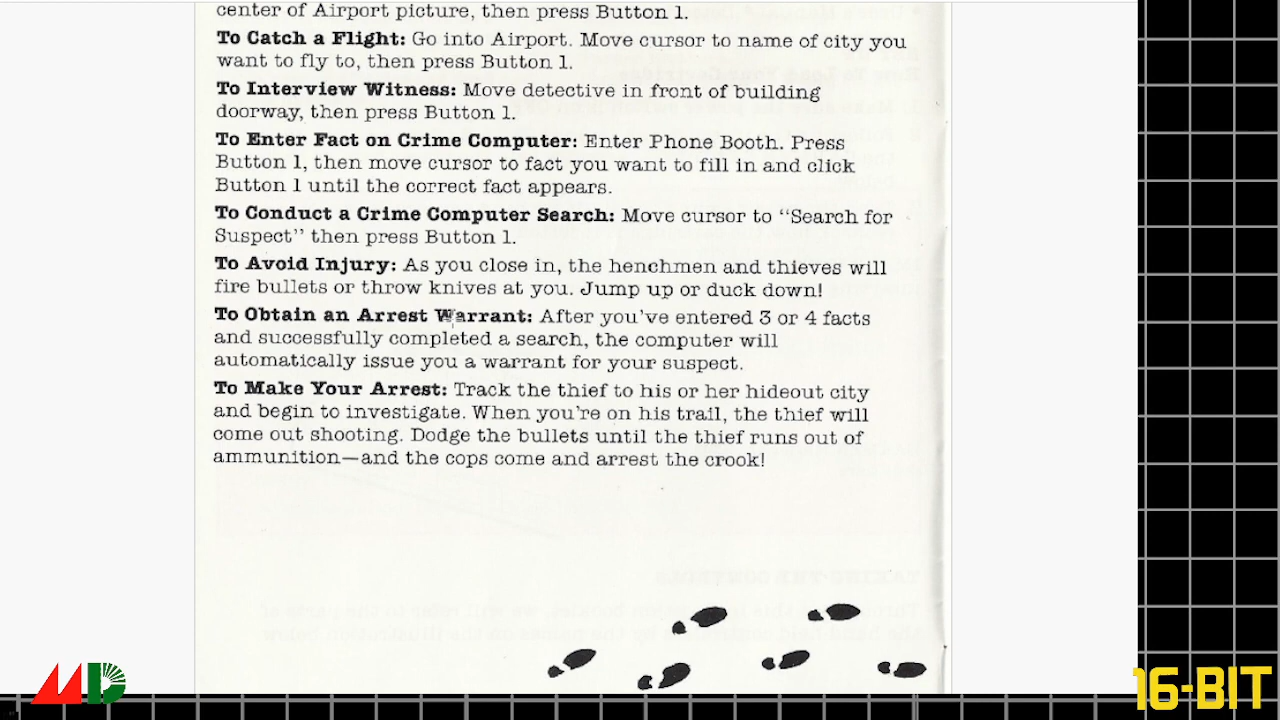 center of Airport picture, then press Button 1.
To Catch a Flight: Go into Airport. Move cursor to name of city you
want to fly to, then press Button 1.
To Interview Witness: Move detective in front of building
doorway, then press Button 1.
To Enter Fact on Crime Computer: Enter Phone Booth. Press
Button 1, then move cursor to fact you want to fill in and click
Button 1 until the correct fact appears.
To Conduct a Crime Computer Search: Move cursor to “Search for
Suspect” then press Button 1.
To Avoid Injury: As you close in, the henchmen and thieves will
fire bullets or throw knives at you. Jump up or duck down!
To Obtain an Arrest Warrant: After you've entered 3 or 4 facts
and successfully completed a search, the computer will
automatically issue you a warrant for your suspect.
To Make Your Arrest: Track the thief to his or her hideout city
and begin to investigate. When you're on his trail, the thief will
come out shooting. Dodge the bullets until the thief runs out of
ammunition—and the cops come and arrest the crook!
MD
16-BIT